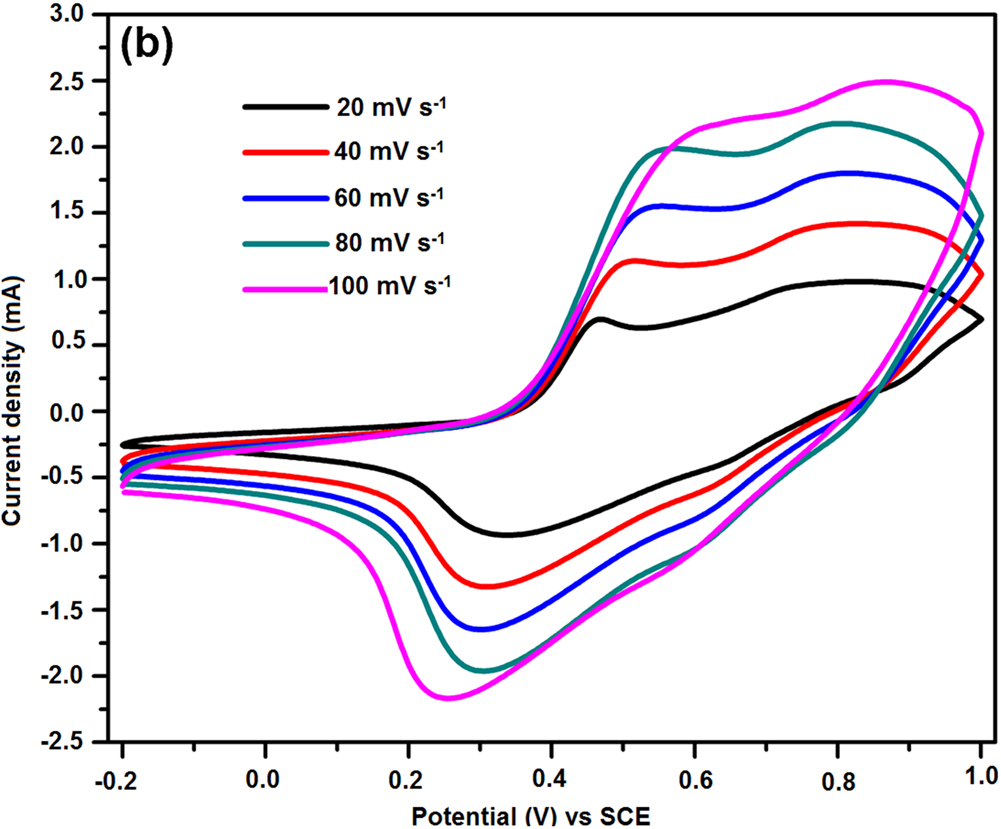 (b)
20 mV s-1
40 mV s-1
60 mV s-1
80 mV s-1
100 mV s-1
Current density (mA)
3.0
2.5
2.0
1.5
1.0
0.5
0.0
-0.5
-1.0
-1.5
-2.0
-2.5
-0.2 0.0 0.2 0.4 0.6 0.8 1.0
Potential (V) vs SCE